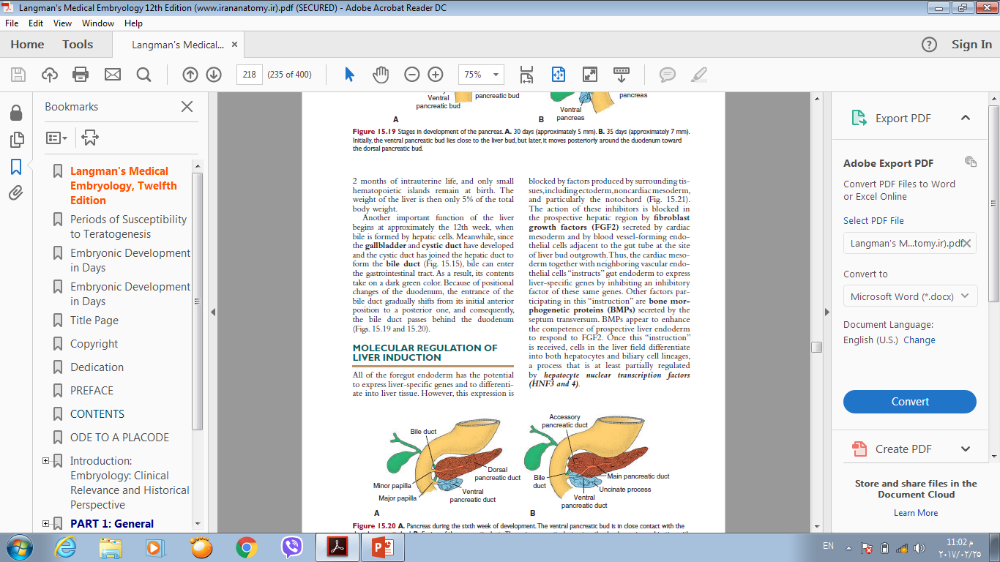 Langman's Medical Embryology 12th Edition (www.irananatomy.ir).pdf (SECURED) - Adobe Acrobat Reader DC
File Edit View Window Help
Home Tools Langman's Medical... × Sign In
218 (235 of 400) 75%
Bookmarks
Langman's Medical
Embryology, Twelfth
Edition
Periods of Susceptibility
to Teratogenesis
Embryonic Development
in Days
Embryonic Development
in Days
Title Page
Copyright
Dedication
PREFACE
CONTENTS
ODE TO A PLACODE
Introduction:
Embryology: Clinical
Relevance and Historical
Perspective
PART 1: General
Ventral
pancreatic bud
pancreatic bud
A
pancreas
Ventral
pancreas
B
Figure 15.19 Stages in development of the pancreas. A. 30 days (approximately 5 mm). B. 35 days (approximately 7 mm).
Initially, the ventral pancreatic bud lies close to the liver bud, but later, it moves posteriorly around the duodenum toward
the dorsal pancreatic bud.
2 months of intrauterine life, and only small
hematopoietic islands remain at birth. The
weight of the liver is then only 5% of the total
body weight.
Another important function of the liver
begins at approximately the 12th week, when
bile is formed by hepatic cells. Meanwhile, since
the gallbladder and cystic duct have developed
and the cystic duct has joined the hepatic duct to
form the bile duct (Fig. 15.15), bile can enter
the gastrointestinal tract. As a result, its contents
take on a dark green color. Because of positional
changes of the duodenum, the entrance of the
bile duct gradually shifts from its initial anterior
position to a posterior one, and consequently,
the bile duct passes behind the duodenum
(Figs. 15.19 and 15.20).
MOLECULAR REGULATION OF
LIVER INDUCTION
All of the foregut endoderm has the potential
to express liver-specific genes and to differenti-
ate into liver tissue. However, this expression is
blocked by factors produced by surrounding tis-
sues, including ectoderm, noncardiac mesoderm,
and particularly the notochord (Fig. 15.21).
The action of these inhibitors is blocked in
the prospective hepatic region by fibroblast
growth factors (FGF2) secreted by cardiac
mesoderm and by blood vessel-forming endo-
thelial cells adjacent to the gut tube at the site
of liver bud outgrowth. Thus, the cardiac meso-
derm together with neighboring vascular endo-
thelial cells “instructs” gut endoderm to express
liver-specific genes by inhibiting an inhibitory
factor of these same genes. Other factors par-
ticipating in this “instruction” are bone mor-
phogenetic proteins (BMPs) secreted by the
septum transversum. BMPs appear to enhance
the competence of prospective liver endoderm
to respond to FGF2. Once this “instruction”
is received, cells in the liver field differentiate
into both hepatocytes and biliary cell lineages,
a process that is at least partially regulated
by hepatocyte nuclear transcription factors
(HNF3 and 4).
Bile duct
Dorsal
pancreatic duct
Minor papilla
Major papilla
Ventral
pancreatic duct
A
Accessory
pancreatic duct
Main pancreatic duct
Bile
duct
Uncinate process
Ventral
pancreatic duct
B
Figure 15.20 A. Pancreas during the sixth week of development. The ventral pancreatic bud is in close contact with the
Export PDF
Adobe Export PDF
Convert PDF Files to Word
or Excel Online
Select PDF File
Langman's M...tomy.ir).pdf
Convert to
Microsoft Word (*.docx)
Document Language:
English (U.S.) Change
Convert
Create PDF
Store and share files in the
Document Cloud
Learn More
EN
11:02 م
٢٠١٧/٠٢/٢٥